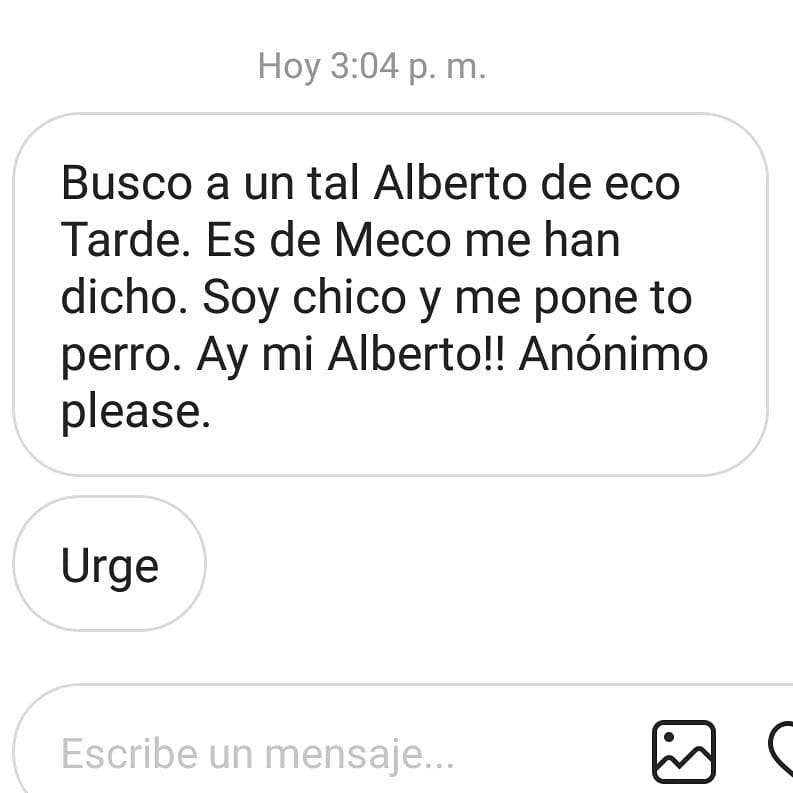 Hoy 3:04 p. m.
Busco a un tal Alberto de eco
Tarde. Es de Meco me han
dicho. Soy chico y me pone to
perro. Ay mi Alberto!! Anónimo
please.
Urge
Escribe un mensaje...